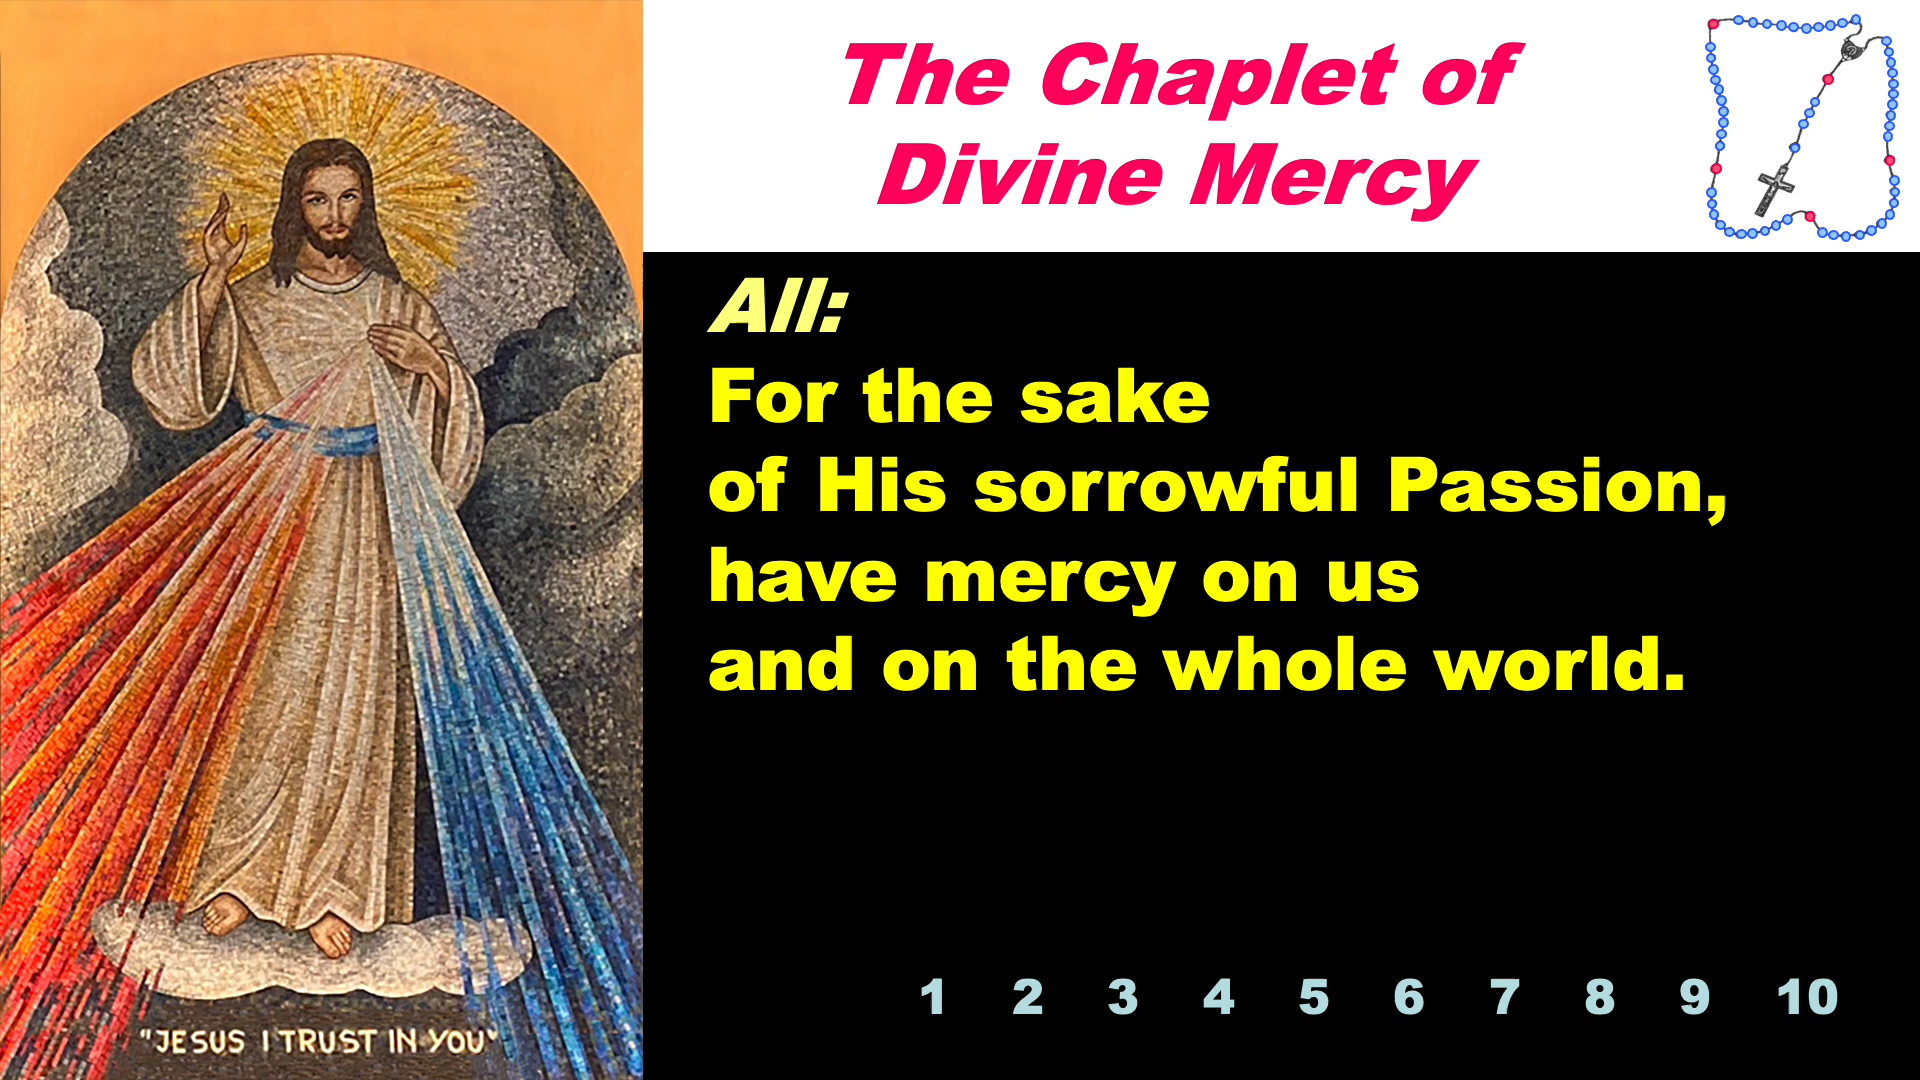 The Chaplet of
Divine Mercy
All:
For the sake
of His sorrowful Passion,
have mercy on us
and on the whole world.
1 2 3 4 5 6 7 8 9 10
"JESUS I TRUST IN YOU"